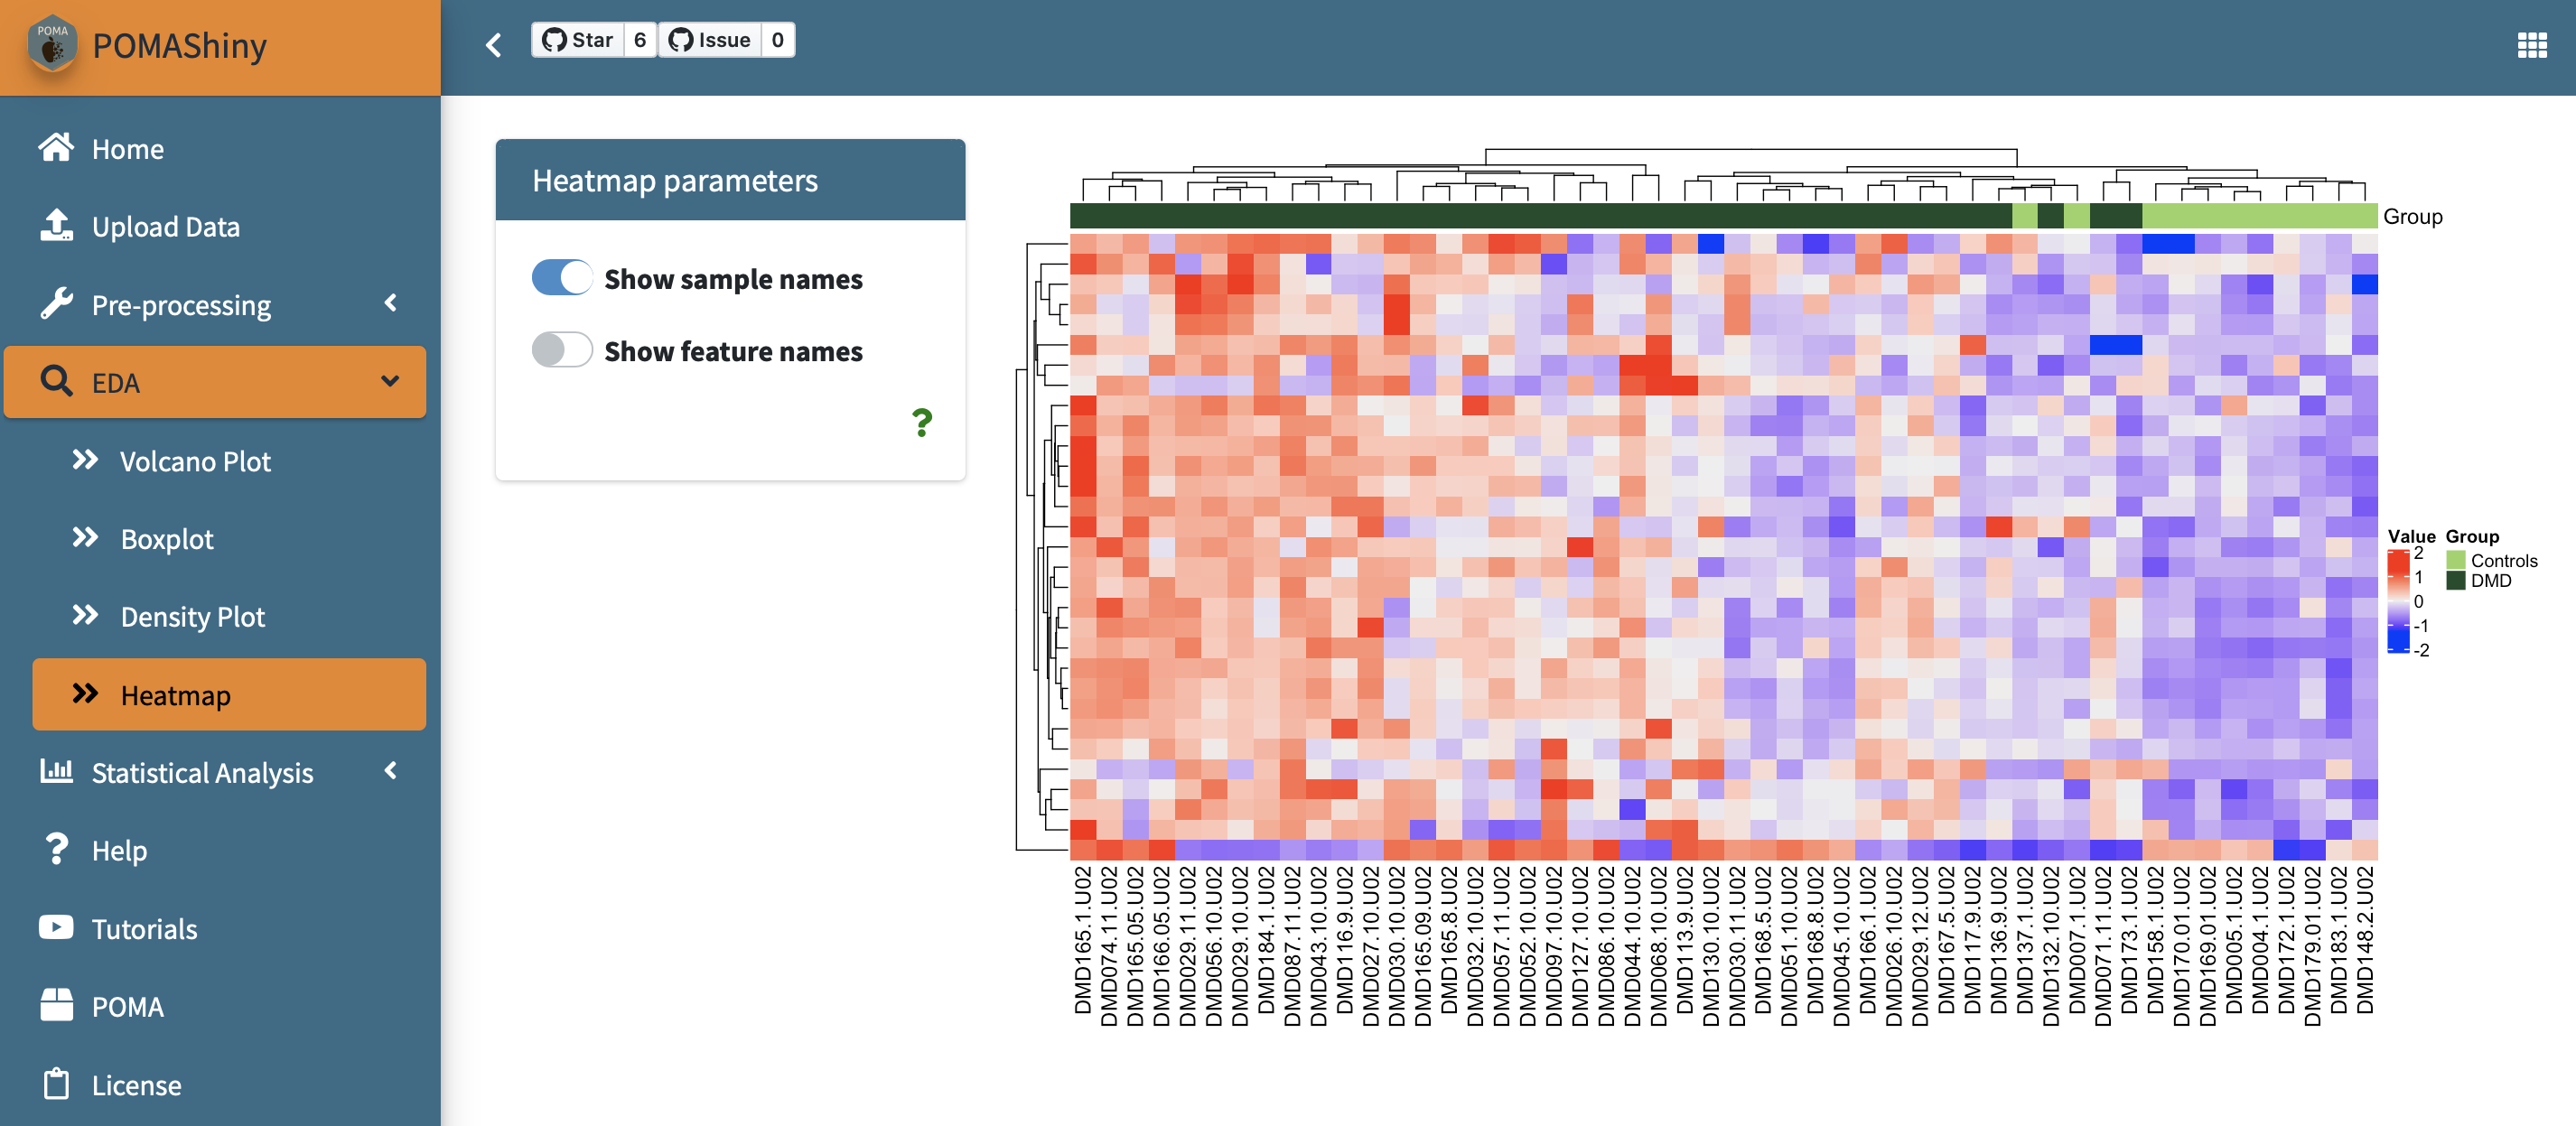 POMA
POMAShiny
Star 6 Issue 0
Home
Upload Data
Pre-processing
EDA
Volcano Plot
Boxplot
Density Plot
Heatmap
Statistical Analysis
Help
Tutorials
POMA
License
Heatmap parameters
Show sample names
Show feature names
?
Group
Value Group
2
1
0
-1
-2
Controls
DMD
DMD165.1.U02
DMD074.11.U02
DMD165.05.U02
DMD166.05.U02
DMD029.11.U02
DMD056.10.U02
DMD029.10.U02
DMD184.1.U02
DMD087.11.U02
DMD043.10.U02
DMD116.9.U02
DMD027.10.U02
DMD030.10.U02
DMD165.09.U02
DMD165.8.U02
DMD032.10.U02
DMD057.11.U02
DMD052.10.U02
DMD097.10.U02
DMD127.10.U02
DMD086.10.U02
DMD044.10.U02
DMD068.10.U02
DMD113.9.U02
DMD130.10.U02
DMD030.11.U02
DMD168.5.U02
DMD051.10.U02
DMD168.8.U02
DMD045.10.U02
DMD166.1.U02
DMD026.10.U02
DMD029.12.U02
DMD167.5.U02
DMD117.9.U02
DMD136.9.U02
DMD137.1.U02
DMD132.10.U02
DMD007.1.U02
DMD071.11.U02
DMD173.1.U02
DMD158.1.U02
DMD170.01.U02
DMD169.01.U02
DMD005.1.U02
DMD004.1.U02
DMD172.1.U02
DMD179.01.U02
DMD183.1.U02
DMD148.2.U02